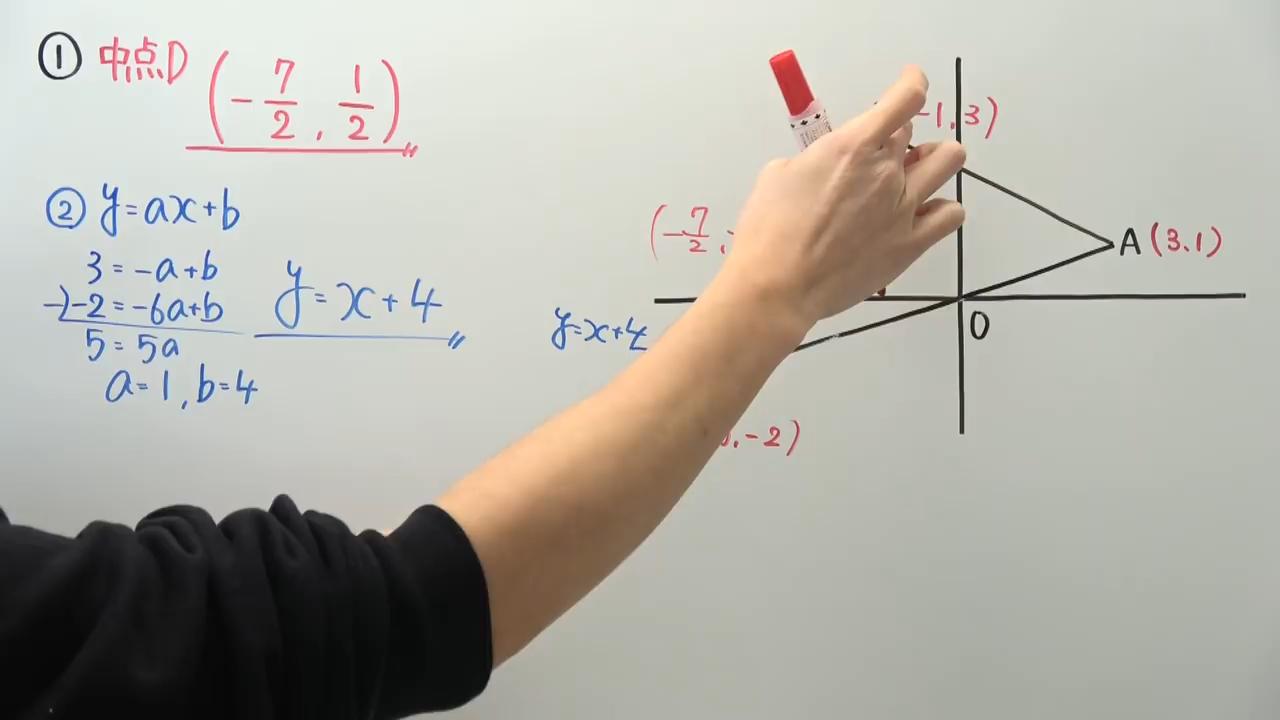 ① 中点D (-7/2, 1/2)
② y=ax+b
3=-a+b
-)-2=-6a+b
5=5a
a=1, b=4
y=x+4
-1,3)
(-7/2,
A(3.1)
y=x+4
O
,-2)